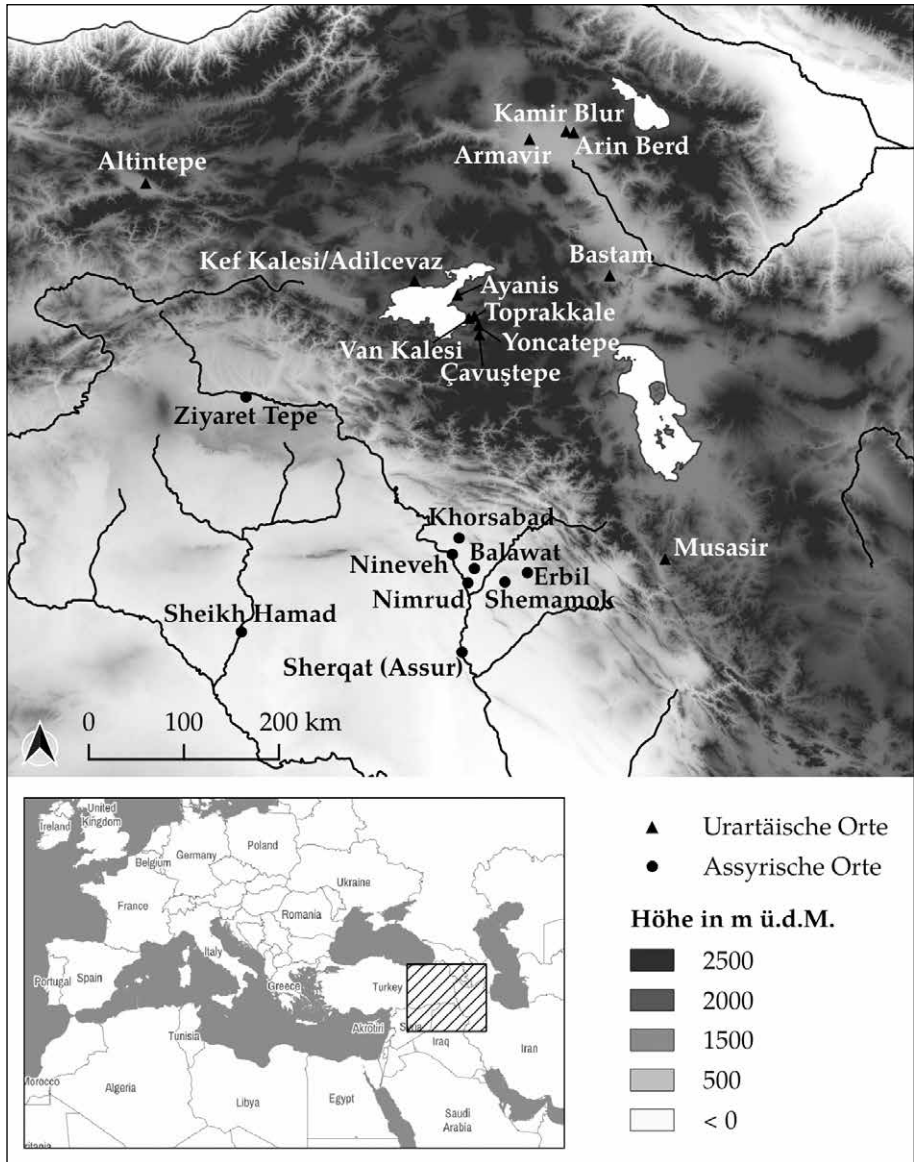 Kamir Blur
Armavir
Arin Berd
Altintepe
Bastam
Kef Kalesi/Adilcevaz
Ayanis
Toprakkale
Van Kalesi
Yoncatepe
Çavuştepe
Ziyaret Tepe
Khorsabad
Nineveh
Balawat
Musasir
Erbil
Nimrud
Shemamok
Sheikh Hamad
Sherqat (Assur)
0 100 200 km
United
Kingdom
Ireland
Belgium
Germany
Poland
Ukraine
France
Romania
Italy
Portugal
Spain
Greece
Turkey
Tunisia
Akrotiri
Syria
Iraq
Iran
Morocco
Algeria
Libya
Egypt
Saudi
Arabia
▲ Urartäische Orte
● Assyrische Orte
Höhe in m ü.d.M.
2500
2000
1500
500
< 0